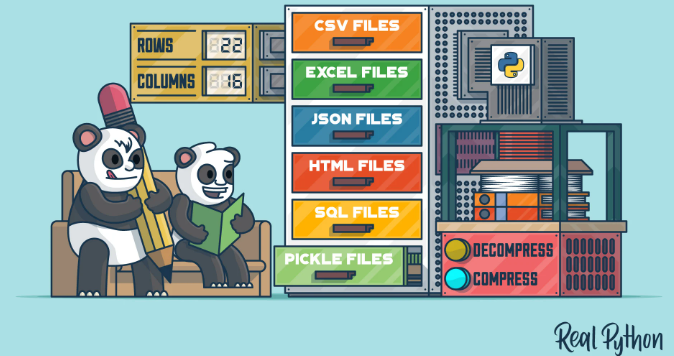 ROWS 22
COLUMNS 16
CSV FILES
EXCEL FILES
JSON FILES
HTML FILES
SQL FILES
PICKLE FILES
DECOMPRESS
COMPRESS
Real Python